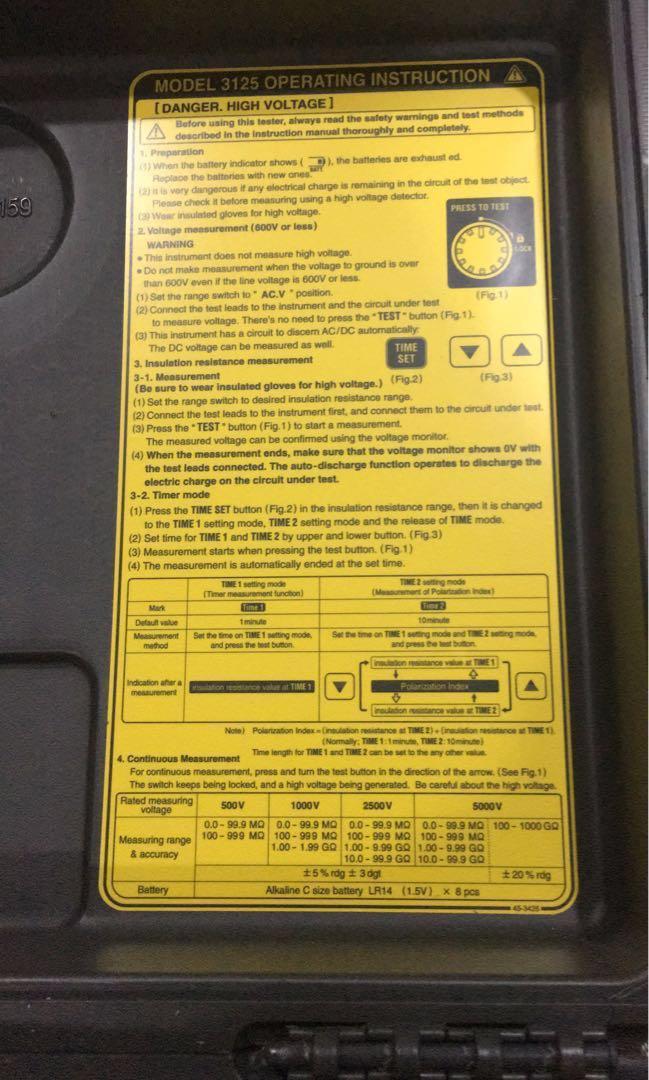 159
MODEL 3125 OPERATING INSTRUCTION
[DANGER. HIGH VOLTAGE]
Before using this tester, always read the safety warnings and test methods
described in the instruction manual thoroughly and completely.
1. Preparation
(1) When the battery indicator shows ( BATT ), the batteries are exhaust ed.
Replace the batteries with new ones.
(2) It is very dangerous if any electrical charge is remaining in the circuit of the test object.
Please check it before measuring using a high voltage detector.
(3) Wear insulated gloves for high voltage.
PRESS TO TEST
LOCK
(Fig.1)
2. Voltage measurement (600V or less)
WARNING
• This instrument does not measure high voltage.
• Do not make measurement when the voltage to ground is over
than 600V even if the line voltage is 600V or less.
(1) Set the range switch to " AC.V " position.
(2) Connect the test leads to the instrument and the circuit under test
to measure voltage. There's no need to press the "TEST" button (Fig.1).
(3) This instrument has a circuit to discern AC/DC automatically.
The DC voltage can be measured as well.
TIME
SET
(Fig.2)
(Fig.3)
3. Insulation resistance measurement
3-1. Measurement
(Be sure to wear insulated gloves for high voltage.)
(1) Set the range switch to desired insulation resistance range.
(2) Connect the test leads to the instrument first, and connect them to the circuit under test.
(3) Press the "TEST" button (Fig.1) to start a measurement.
The measured voltage can be confirmed using the voltage monitor.
(4) When the measurement ends, make sure that the voltage monitor shows 0V with
the test leads connected. The auto-discharge function operates to discharge the
electric charge on the circuit under test.
3-2. Timer mode
(1) Press the TIME SET button (Fig.2) in the insulation resistance range, then it is changed
to the TIME 1 setting mode, TIME 2 setting mode and the release of TIME mode.
(2) Set time for TIME 1 and TIME 2 by upper and lower button. (Fig.3)
(3) Measurement starts when pressing the test button. (Fig.1)
(4) The measurement is automatically ended at the set time.
TIME 1 setting mode
(Timer measurement function)
TIME 2 setting mode
(Measurement of Polarization Index)
Mark Time 1 Time 2
Default value 1minute 10minute
Measurement
method
Set the time on TIME 1 setting mode,
and press the test button.
Set the time on TIME 1 setting mode and TIME 2 setting mode,
and press the test button.
Indication after a
measurement
insulation resistance value at TIME 1
insulation resistance value at TIME 1
Polarization Index
insulation resistance value at TIME 2
Note) Polarization Index=(insulation resistance at TIME 2)÷(insulation resistance at TIME 1).
(Normally; TIME 1:1minute, TIME 2:10minute)
Time length for TIME 1 and TIME 2 can be set to the any other value.
4. Continuous Measurement
For continuous measurement, press and turn the test button in the direction of the arrow. (See Fig.1)
The switch keeps being locked, and a high voltage being generated. Be careful about the high voltage.
Rated measuring
voltage
500V 1000V 2500V 5000V
Measuring range
& accuracy
0.0-99.9 MΩ 0.0-99.9 MΩ 0.0-99.9 MΩ 0.0-99.9 MΩ 100-1000 GΩ
100-999 MΩ 100-999 MΩ 100-999 MΩ 100-999 MΩ
1.00-1.99 GΩ 1.00-9.99 GΩ 1.00-9.99 GΩ
10.0-99.9 GΩ 10.0-99.9 GΩ
±5% rdg ± 3 dgt ±20% rdg
Battery Alkaline C size battery LR14 (1.5V) × 8 pcs
45-3425